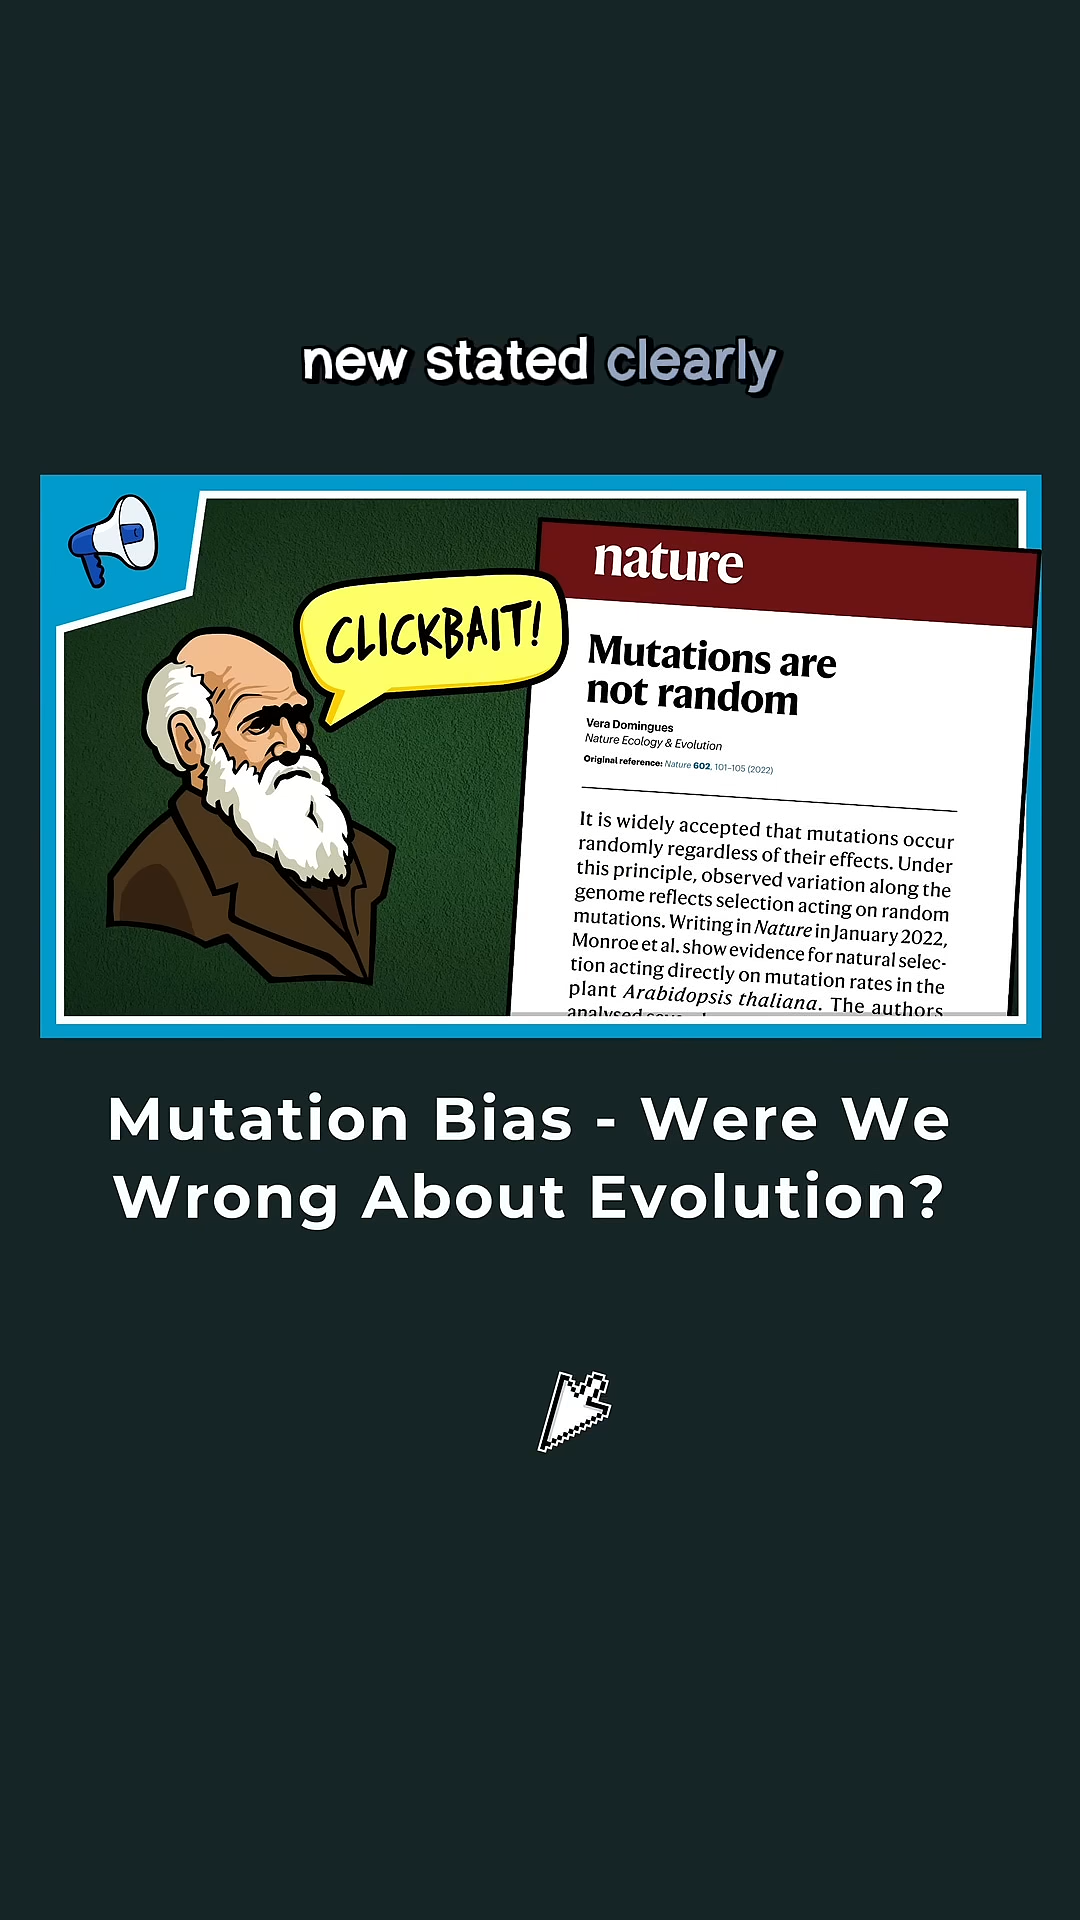 new stated clearly
nature
CLICKBAIT!
Mutations are
not random
Vera Domingues
Nature Ecology & Evolution
Original reference: Nature 602, 101–105 (2022)
It is widely accepted that mutations occur
randomly regardless of their effects. Under
this principle, observed variation along the
genome reflects selection acting on random
mutations. Writing in Nature in January 2022,
Monroe et al. show evidence for natural selec-
tion acting directly on mutation rates in the
plant Arabidopsis thaliana. The authors
analysed
Mutation Bias - Were We
Wrong About Evolution?